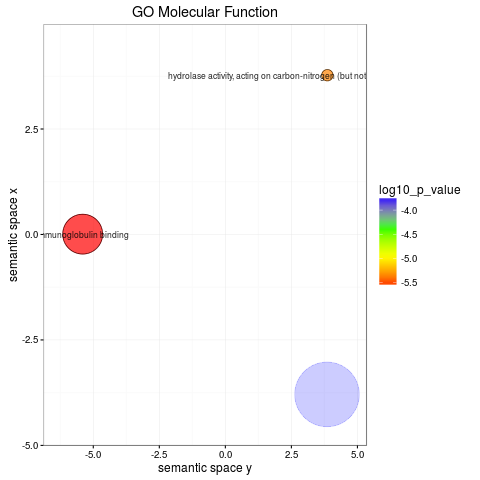 GO Molecular Function
hydrolase activity, acting on carbon-nitrogen (but not
munoglobulin binding
semantic space x
2.5
0.0
-2.5
-5.0
-5.0
-2.5
0.0
2.5
5.0
semantic space y
log10_p_value
-4.0
-4.5
-5.0
-5.5